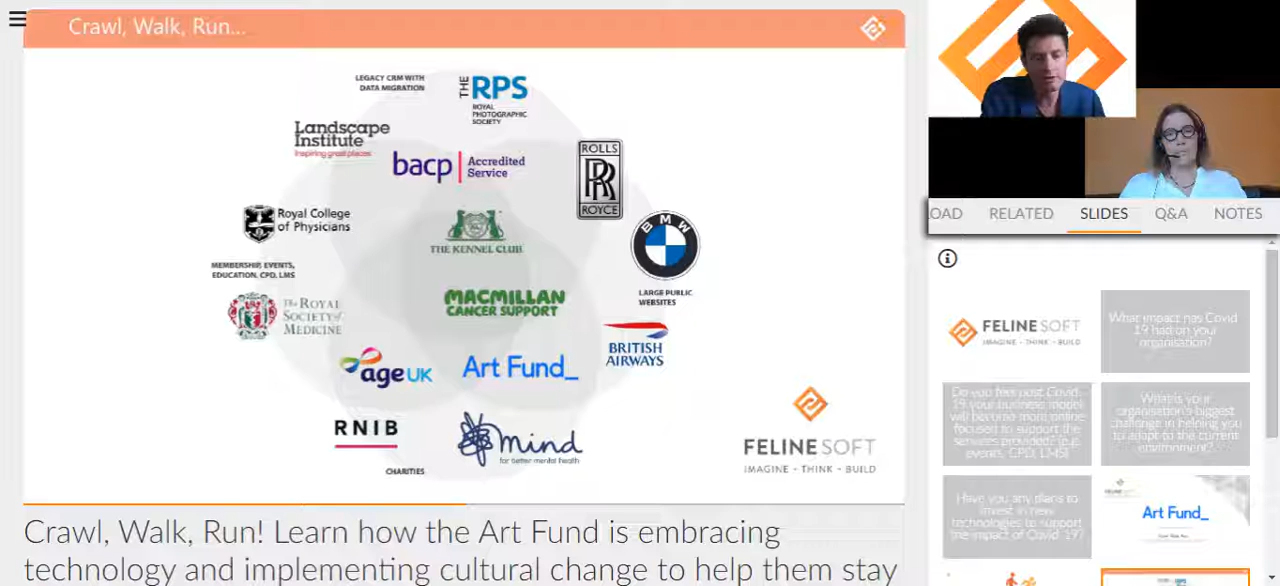 Crawl, Walk, Run...
LEGACY CRM WITH
DATA MIGRATION
THE RPS
ROYAL
PHOTOGRAPHIC
SOCIETY
Landscape
Institute
Inspiring great places
bacp | Accredited
Service
ROLLS
RR
ROYCE
Royal College
of Physicians
THE KENNEL CLUB
BMW
MEMBERSHIP, EVENTS,
EDUCATION, CPD, LMS
LARGE PUBLIC
WEBSITES
THE ROYAL
SOCIETY of
MEDICINE
MACMILLAN
CANCER SUPPORT
BRITISH
AIRWAYS
age UK
Art Fund_
RNIB
mind
for better mental health
CHARITIES
FELINESOFT
IMAGINE - THINK - BUILD
Crawl, Walk, Run! Learn how the Art Fund is embracing
technology and implementing cultural change to help them stay
OAD RELATED SLIDES Q&A NOTES
FELINESOFT
IMAGINE - THINK - BUILD
What impact has Covid
19 had on your
organisation?
Do you feel post Covid
19 your business model
will become more online
focused to support the
services provided? (e.g.
events, CPD, LMS)
What is your
organisation's biggest
challenge in helping you
to adapt to the current
environment?
Have you any plans to
invest in new
technologies to support
the impact of Covid 19?
FELINESOFT
Art Fund_